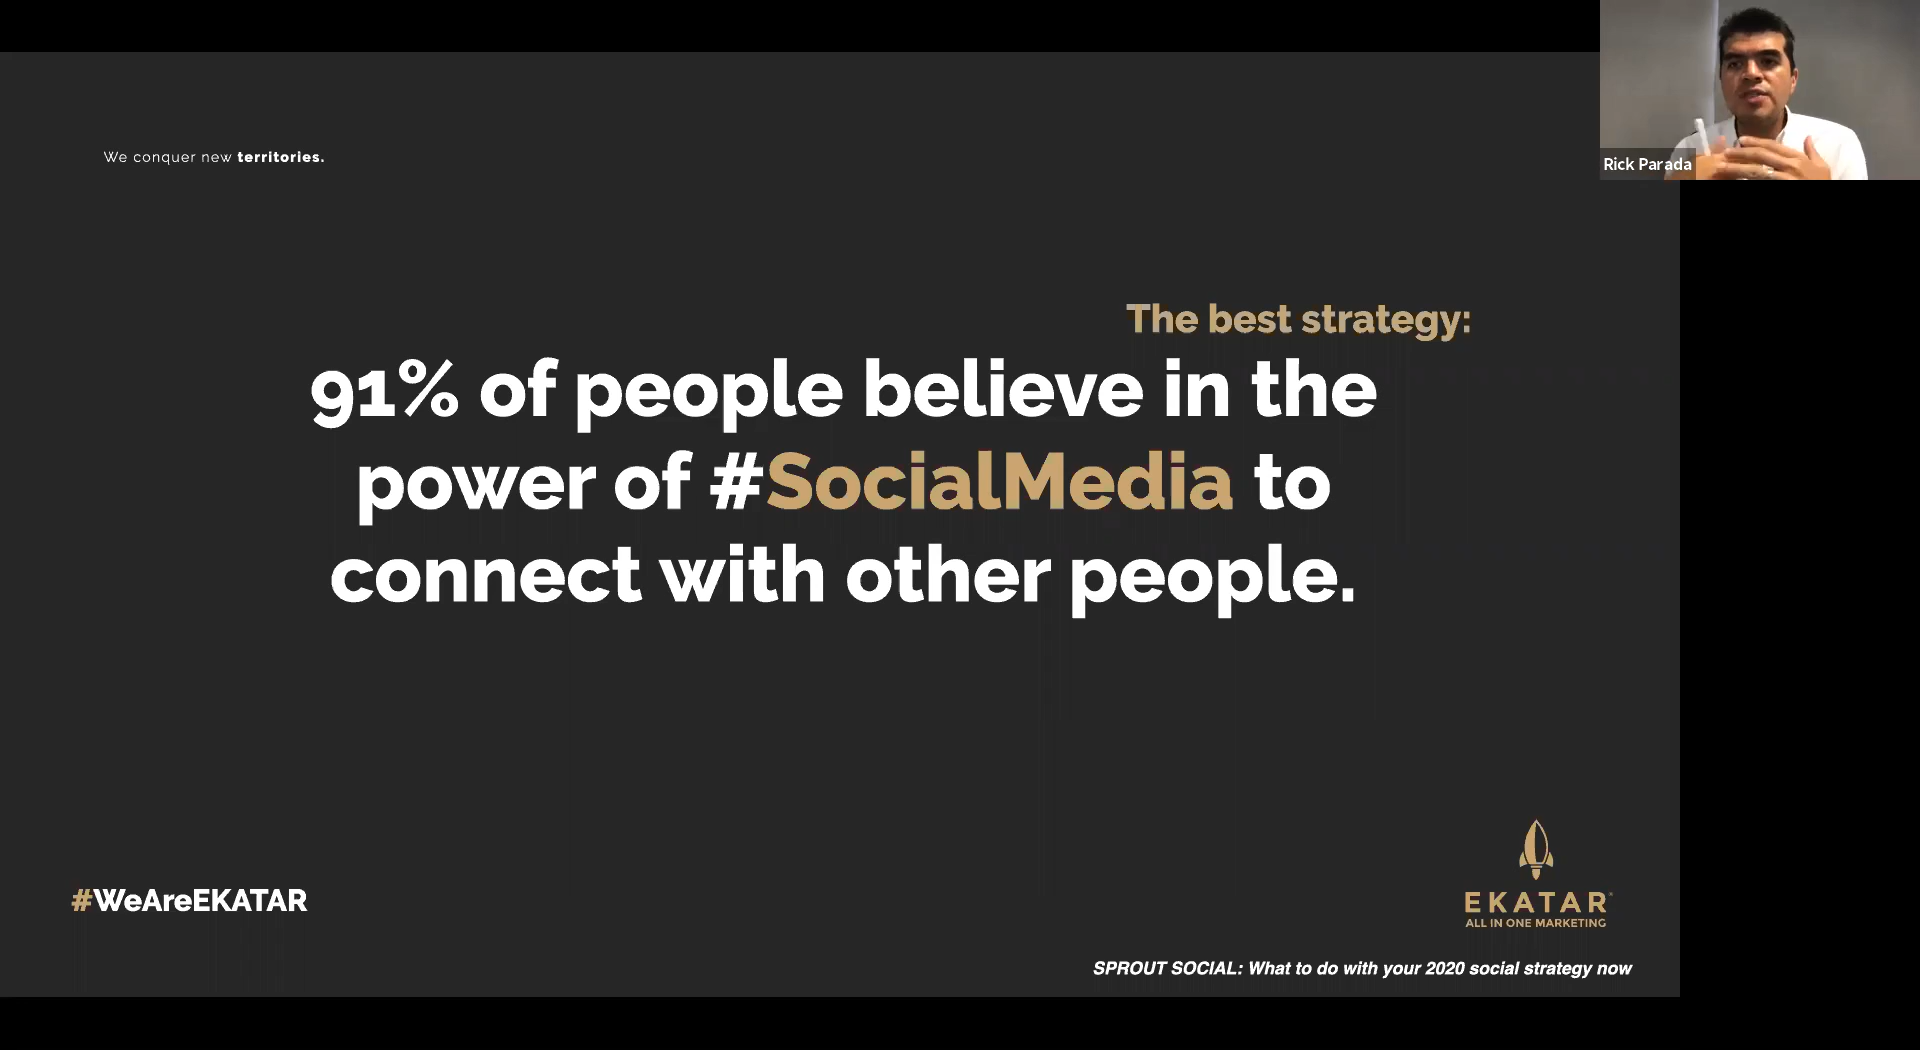 Rick Parada
We conquer new territories.
The best strategy:
91% of people believe in the
power of #SocialMedia to
connect with other people.
#WeAreEKATAR
EKATAR
ALL IN ONE MARKETING
SPROUT SOCIAL: What to do with your 2020 social strategy now